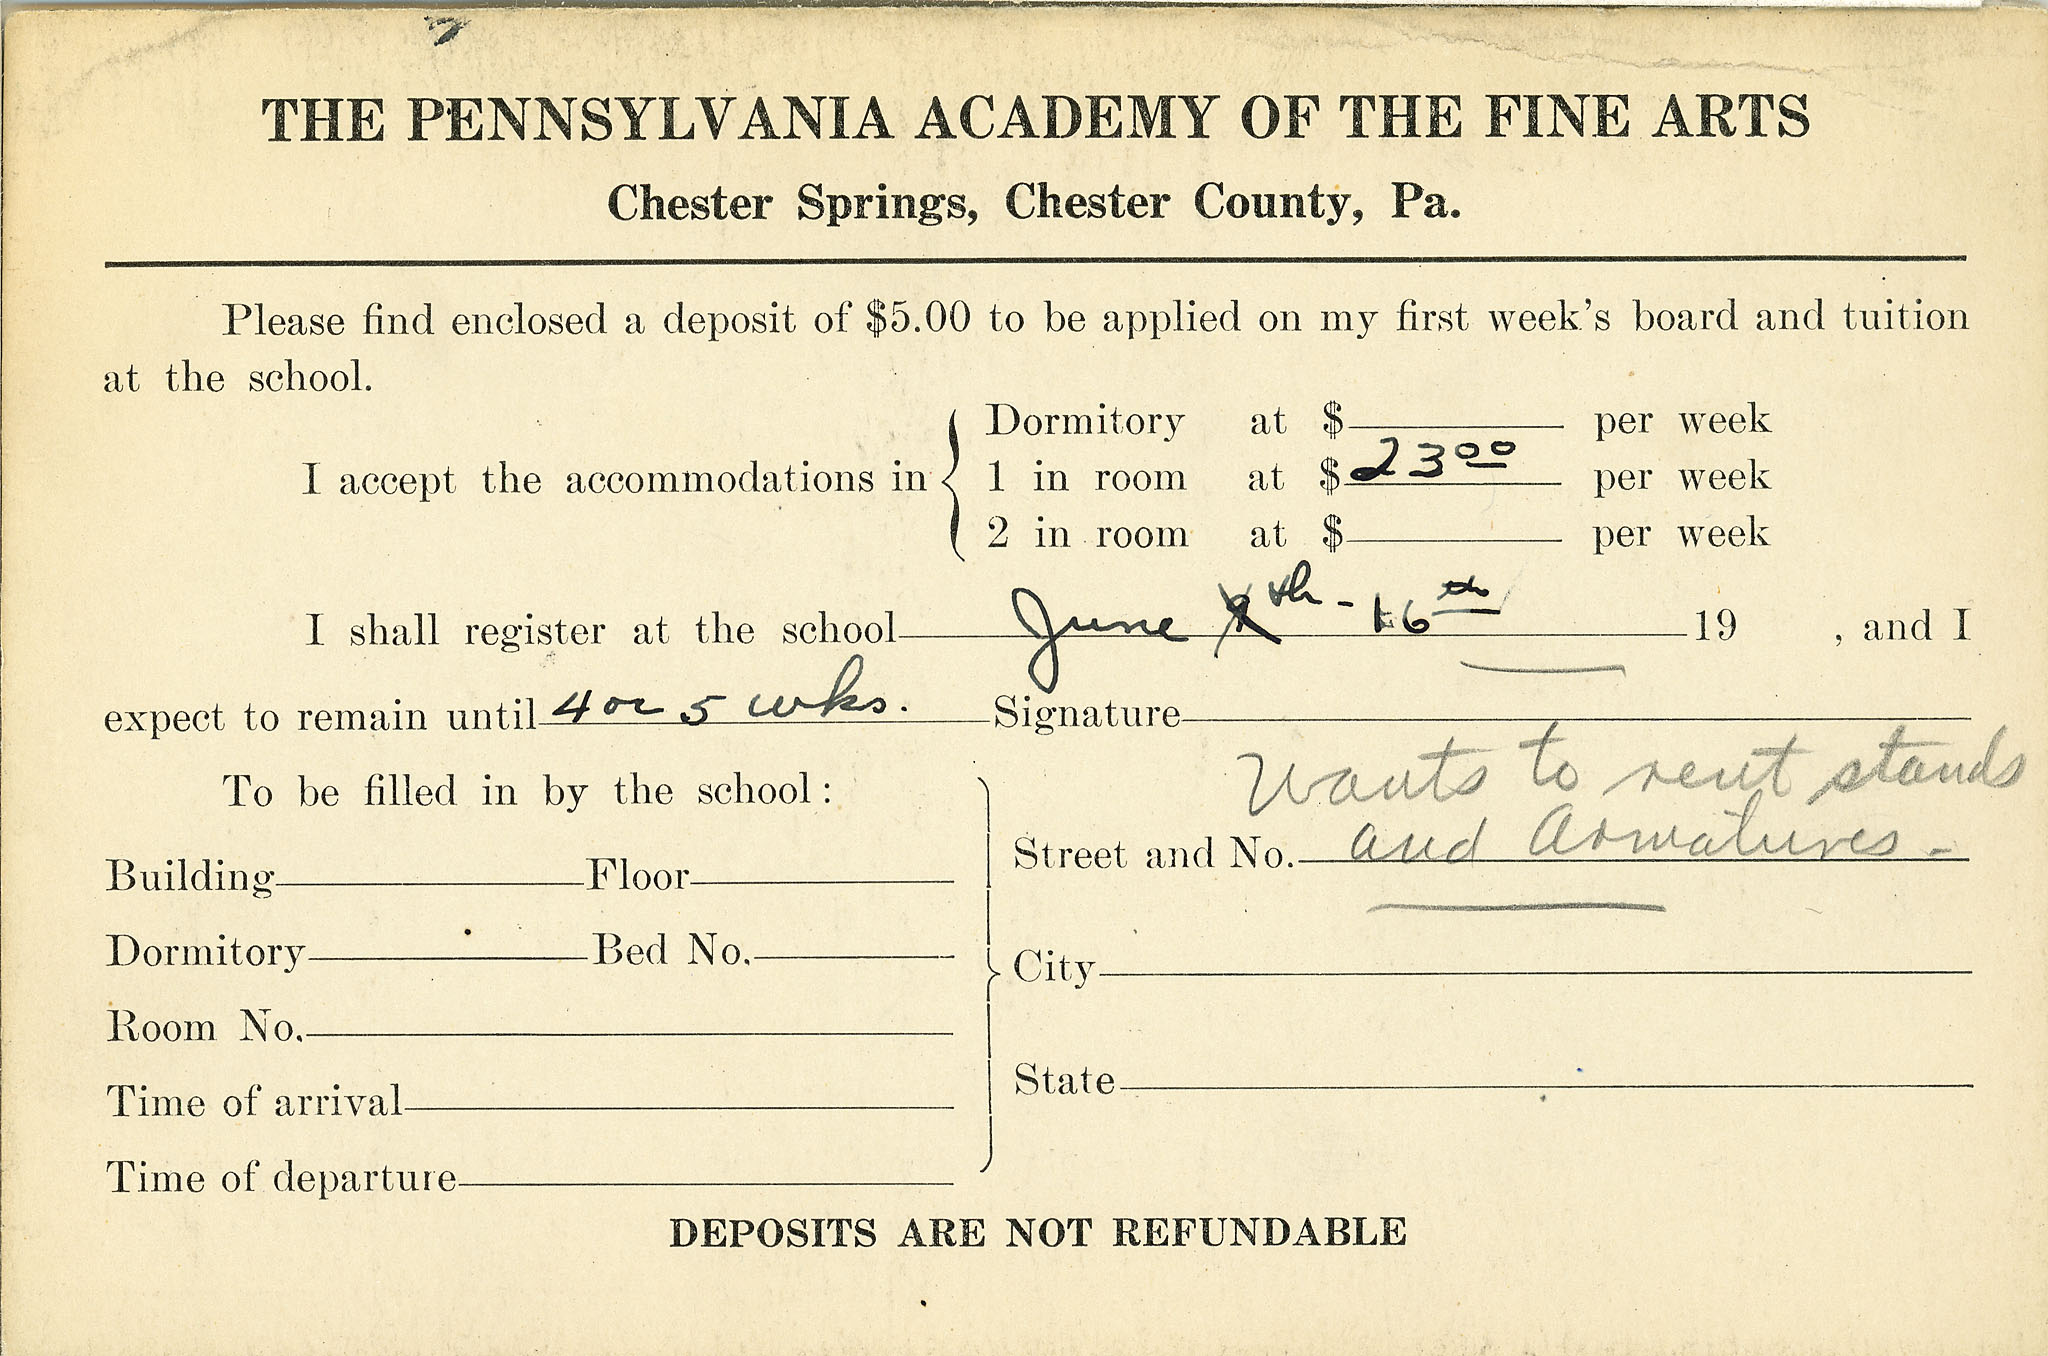 THE PENNSYLVANIA ACADEMY OF THE FINE ARTS
Chester Springs, Chester County, Pa.
Please find enclosed a deposit of $5.00 to be applied on my first week's board and tuition
at the school.
Dormitory at $ per week
I accept the accommodations in 1 in room at $ 23 00 per week
2 in room at $ per week
I shall register at the school June th - 16th 19 , and I
expect to remain until 4 or 5 wks. Signature
Wants to rent stands
To be filled in by the school:
Street and No. and Armatures -
Building Floor
Dormitory Bed No.
City
Room No.
State
Time of arrival
Time of departure
DEPOSITS ARE NOT REFUNDABLE